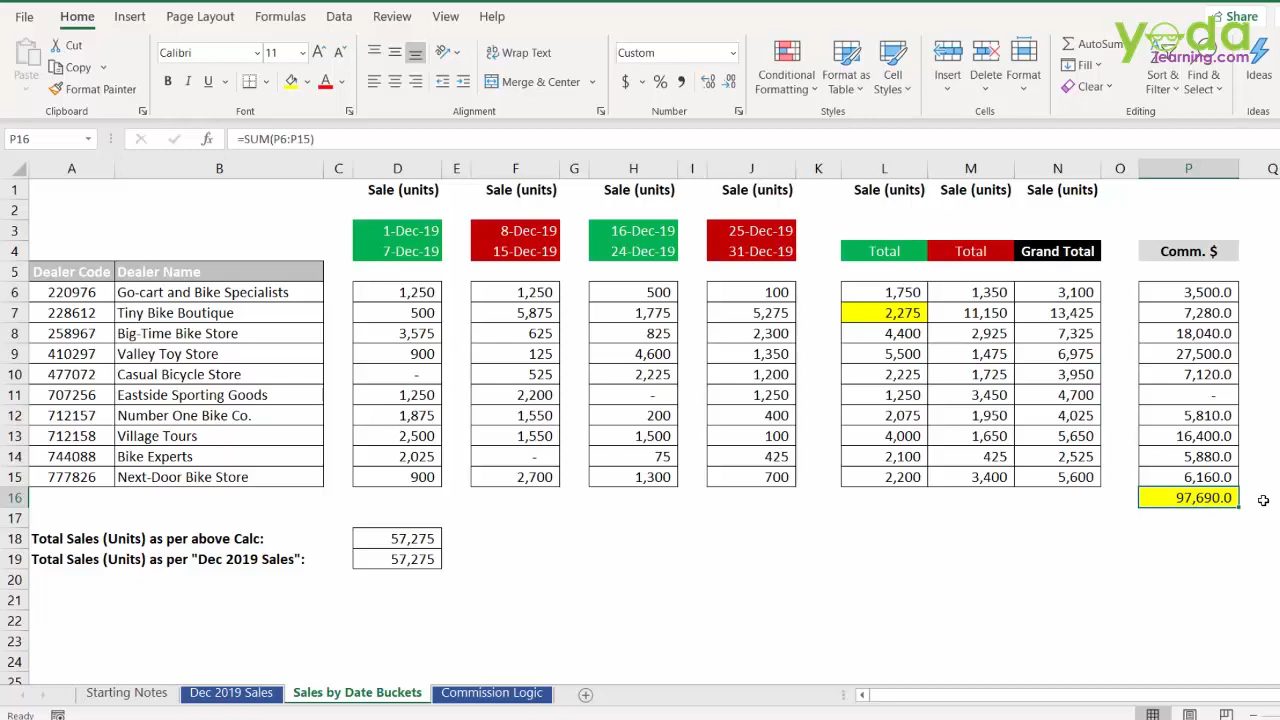 File Home Insert Page Layout Formulas Data Review View Help Share
yoda
Learning.com
Cut
Copy
Format Painter
Paste
Calibri 11
B I U
Wrap Text
Merge & Center
Custom
$ %
Conditional Formatting
Format as Table
Cell Styles
Insert Delete Format
AutoSum
Fill
Clear
Sort & Filter
Find & Select
Ideas
Clipboard Font Alignment Number Styles Cells Editing Ideas
P16 fx =SUM(P6:P15)
A B C D E F G H I J K L M N O P Q
1 Sale (units) Sale (units) Sale (units) Sale (units) Sale (units) Sale (units) Sale (units)
2
3 1-Dec-19 8-Dec-19 16-Dec-19 25-Dec-19
4 7-Dec-19 15-Dec-19 24-Dec-19 31-Dec-19 Total Total Grand Total Comm. $
5 Dealer Code Dealer Name
6 220976 Go-cart and Bike Specialists 1,250 1,250 500 100 1,750 1,350 3,100 3,500.0
7 228612 Tiny Bike Boutique 500 5,875 1,775 5,275 2,275 11,150 13,425 7,280.0
8 258967 Big-Time Bike Store 3,575 625 825 2,300 4,400 2,925 7,325 18,040.0
9 410297 Valley Toy Store 900 125 4,600 1,350 5,500 1,475 6,975 27,500.0
10 477072 Casual Bicycle Store - 525 2,225 1,200 2,225 1,725 3,950 7,120.0
11 707256 Eastside Sporting Goods 1,250 2,200 - 1,250 1,250 3,450 4,700 -
12 712157 Number One Bike Co. 1,875 1,550 200 400 2,075 1,950 4,025 5,810.0
13 712158 Village Tours 2,500 1,550 1,500 100 4,000 1,650 5,650 16,400.0
14 744088 Bike Experts 2,025 - 75 425 2,100 425 2,525 5,880.0
15 777826 Next-Door Bike Store 900 2,700 1,300 700 2,200 3,400 5,600 6,160.0
16 97,690.0
17
18 Total Sales (Units) as per above Calc: 57,275
19 Total Sales (Units) as per "Dec 2019 Sales": 57,275
20
21
22
23
24
25
Starting Notes Dec 2019 Sales Sales by Date Buckets Commission Logic
Ready